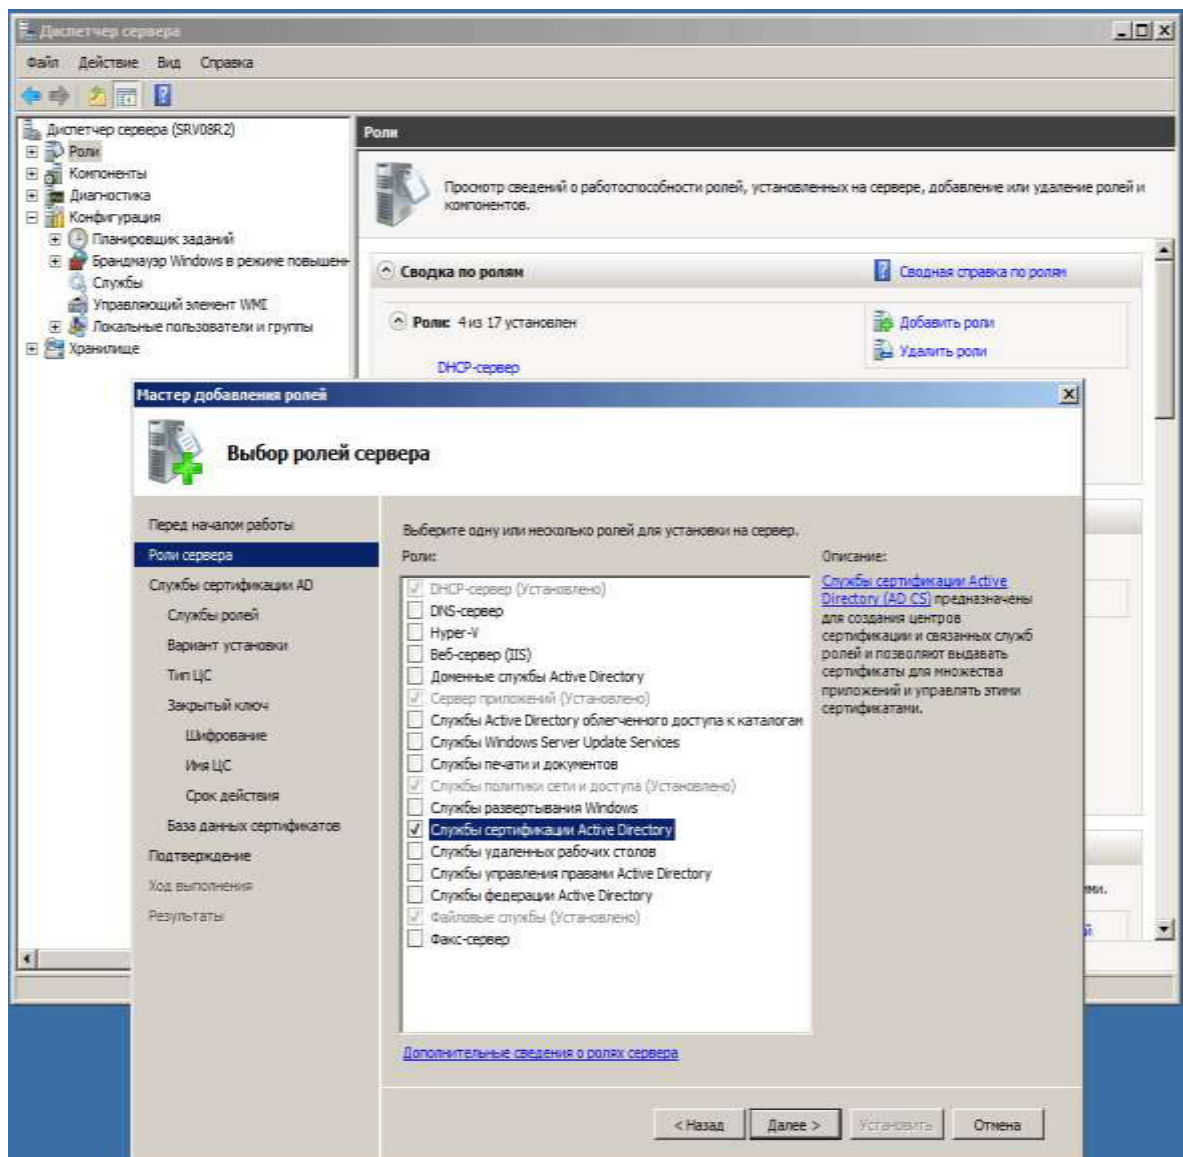 Диспетчер сервера
Файл Действие Вид Справка
Диспетчер сервера (SRV08R2)
Роли
Компоненты
Диагностика
Конфигурация
Планировщик заданий
Брандмауэр Windows в режиме повышенн
Службы
Управляющий элемент WMI
Локальные пользователи и группы
Хранилище
Роли
Просмотр сведений о работоспособности ролей, установленных на сервере, добавление или удаление ролей и
компонентов.
Сводка по ролям
Сводная справка по ролям
Роли: 4 из 17 установлен
Добавить роли
Удалить роли
DHCP-сервер
Мастер добавления ролей
Выбор ролей сервера
Перед началом работы
Роли сервера
Службы сертификации AD
Службы ролей
Вариант установки
Тип ЦС
Закрытый ключ
Шифрование
Имя ЦС
Срок действия
База данных сертификатов
Подтверждение
Ход выполнения
Результаты
Выберите одну или несколько ролей для установки на сервер.
Роли:
DHCP-сервер (Установлено)
DNS-сервер
Hyper-V
Веб-сервер (IIS)
Доменные службы Active Directory
Сервер приложений (Установлено)
Службы Active Directory облегченного доступа к каталогам
Службы Windows Server Update Services
Службы печати и документов
Службы политики сети и доступа (Установлено)
Службы развертывания Windows
Службы сертификации Active Directory
Службы удаленных рабочих столов
Службы управления правами Active Directory
Службы федерации Active Directory
Файловые службы (Установлено)
Факс-сервер
Описание:
Службы сертификации Active
Directory (AD CS) предназначены
для создания центров
сертификации и связанных служб
ролей и позволяют выдавать
сертификаты для множества
приложений и управлять этими
сертификатами.
ими.
й
Дополнительные сведения о ролях сервера
< Назад Далее > Установить Отмена